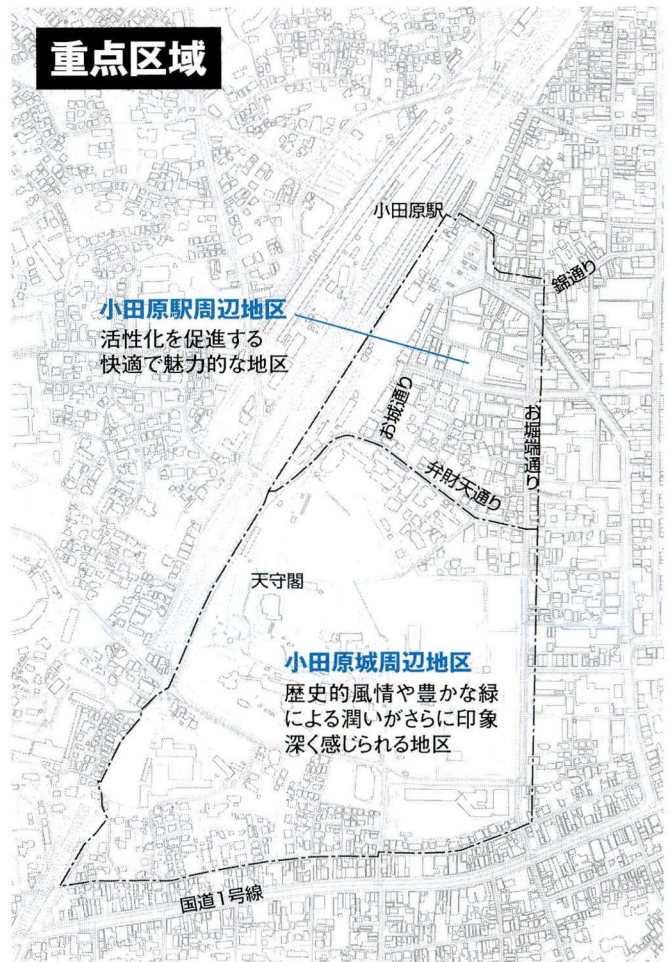 重点区域
小田原駅
錦通り
小田原駅周辺地区
活性化を促進する
快適で魅力的な地区
お城通り
お堀端通り
弁財天通り
天守閣
小田原城周辺地区
歴史的風情や豊かな緑
による潤いがさらに印象
深く感じられる地区
国道1号線